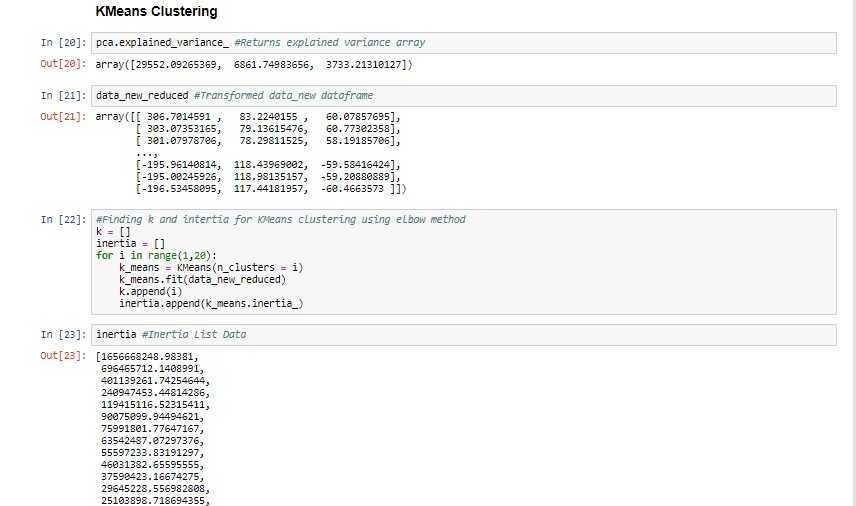 KMeans Clustering
In [20]: pca.explained_variance_ #Returns explained variance array
Out[20]: array([29552.09265369,  6861.74983656,  3733.21310127])
In [21]: data_new_reduced #Transformed data_new dataframe
Out[21]: array([[ 306.7014591 ,   83.2240155 ,   60.07857695],
[ 303.07353165,   79.13615476,   60.77302358],
[ 301.07978706,   78.29811525,   58.19185706],
...,
[-195.96140814,  118.43969002,  -59.58416424],
[-195.00245926,  118.98135157,  -59.20880889],
[-196.53458095,  117.44181957,  -60.4663573 ]])
In [22]: #Finding k and intertia for KMeans clustering using elbow method
k = []
inertia = []
for i in range(1,20):
k_means = KMeans(n_clusters = i)
k_means.fit(data_new_reduced)
k.append(i)
inertia.append(k_means.inertia_)
In [23]: inertia #Inertia List Data
Out[23]: [1656668248.98381,
696465712.1408991,
401139261.74254644,
240947453.44814286,
119415116.52315411,
90075099.94494621,
75991801.77647167,
63542487.07297376,
55597233.83191297,
46031382.65595555,
37590423.16674275,
29645228.556982808,
25103898.718694355,